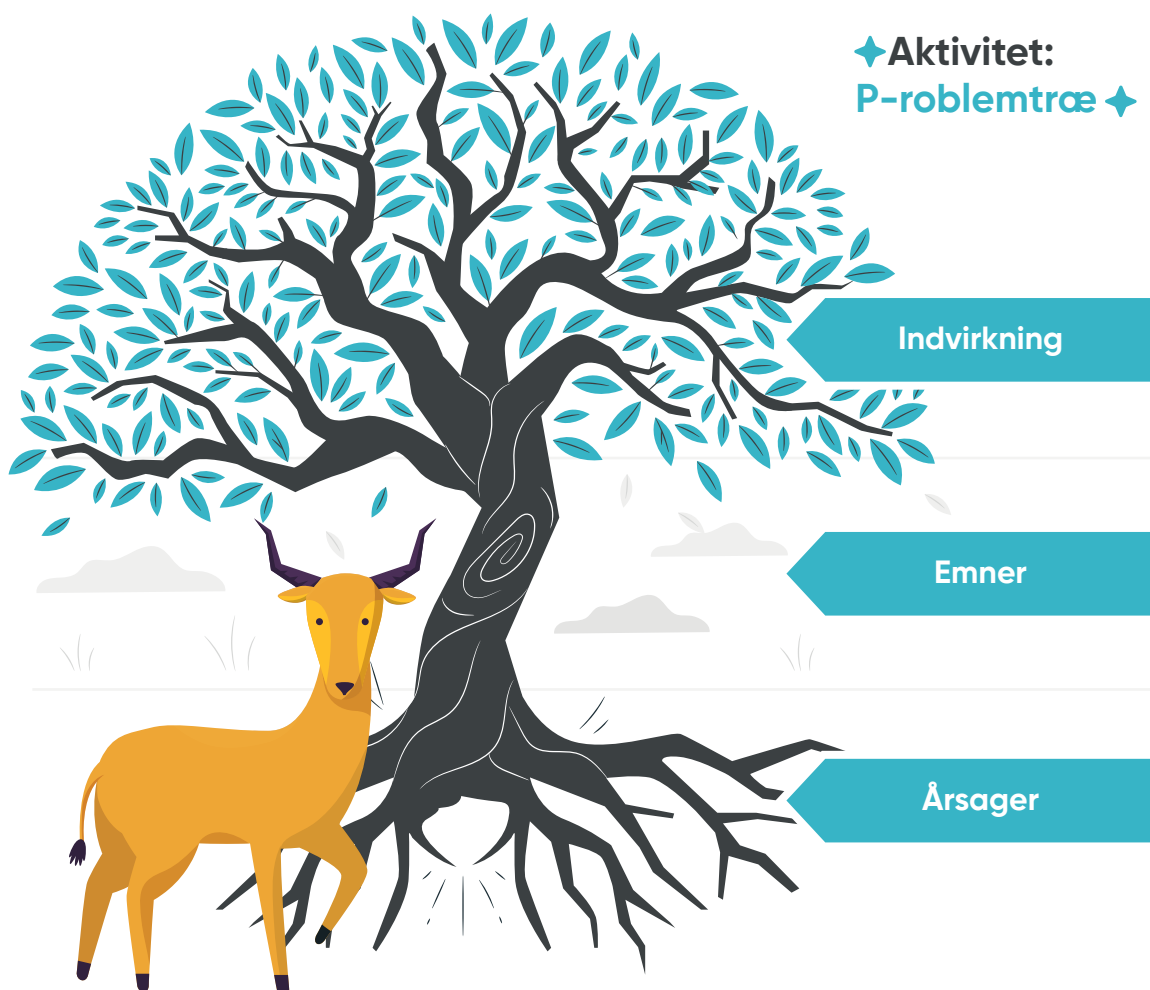 Aktivitet:
P-roblemtræ
Indvirkning
Emner
Årsager